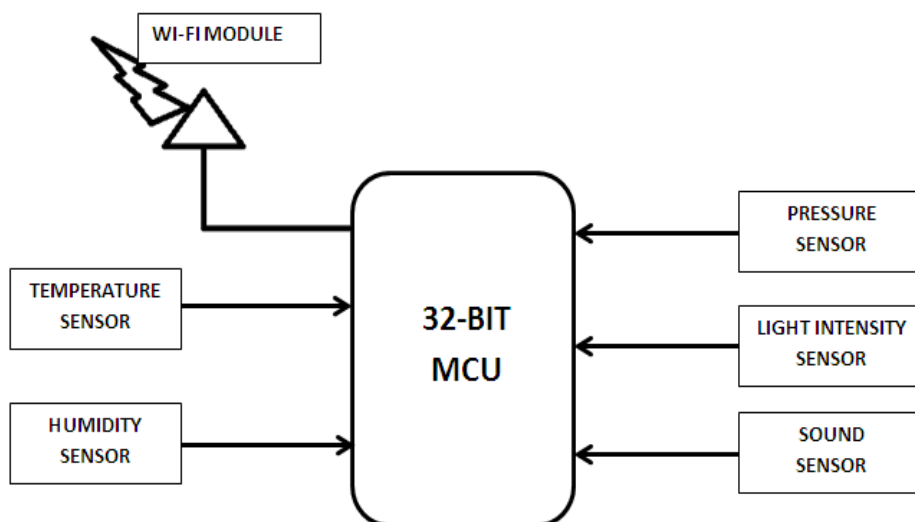 WI-FI MODULE
PRESSURE
SENSOR
TEMPERATURE
SENSOR
32-BIT
MCU
LIGHT INTENSITY
SENSOR
HUMIDITY
SENSOR
SOUND
SENSOR